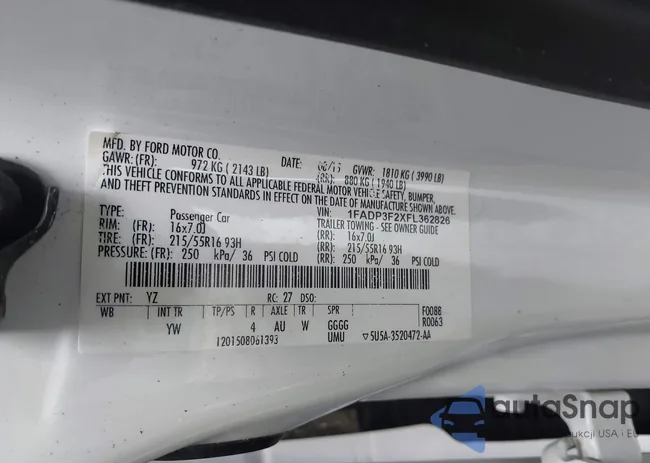 MFD. BY FORD MOTOR CO.
DATE: GVWR: 1810 KG (3990 LB)
GAWR: (FR): 972 KG (2143 LB) (RR): 880 KG (1940 LB)
THIS VEHICLE CONFORMS TO ALL APPLICABLE FEDERAL MOTOR VEHICLE SAFETY, BUMPER,
AND THEFT PREVENTION STANDARDS IN EFFECT ON THE DATE OF MANUFACTURE SHOWN ABOVE.
VIN: 1FADP3F2XFL362826
TYPE: Passenger Car TRAILER TOWING - SEE OWNER GUIDE
RIM: (FR): 16x7.0J (RR): 16x7.0J
TIRE: (FR): 215/55R16 93H (RR): 215/55R16 93H
PRESSURE: (FR): 250 kPa/ 36 PSI COLD (RR): 250 kPa/ 36 PSI COLD
EXT PNT: YZ RC: 27 DSO: F0088
WB INT TR TP/PS R AXLE TR SPR R0063
YW 4 AU W GGGG
1201508061393 UMU ▽5U5A-3520472-AA
autoSnap
ukcji USA i EU